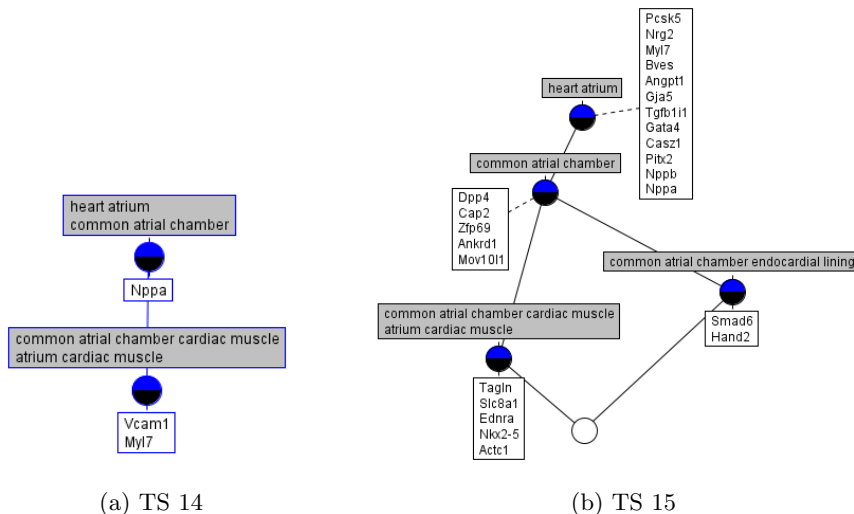 heart atrium
common atrial chamber
Nppa
common atrial chamber cardiac muscle
atrium cardiac muscle
Vcam1
Myl7
(a) TS 14
Pcsk5
Nrg2
Myl7
Bves
Angpt1
Gja5
Tgfb1i1
Gata4
Casz1
Pitx2
Nppb
Nppa
heart atrium
common atrial chamber
Dpp4
Cap2
Zfp69
Ankrd1
Mov10l1
common atrial chamber endocardial lining
Smad6
Hand2
common atrial chamber cardiac muscle
atrium cardiac muscle
Tagln
Slc8a1
Ednra
Nkx2-5
Actc1
(b) TS 15